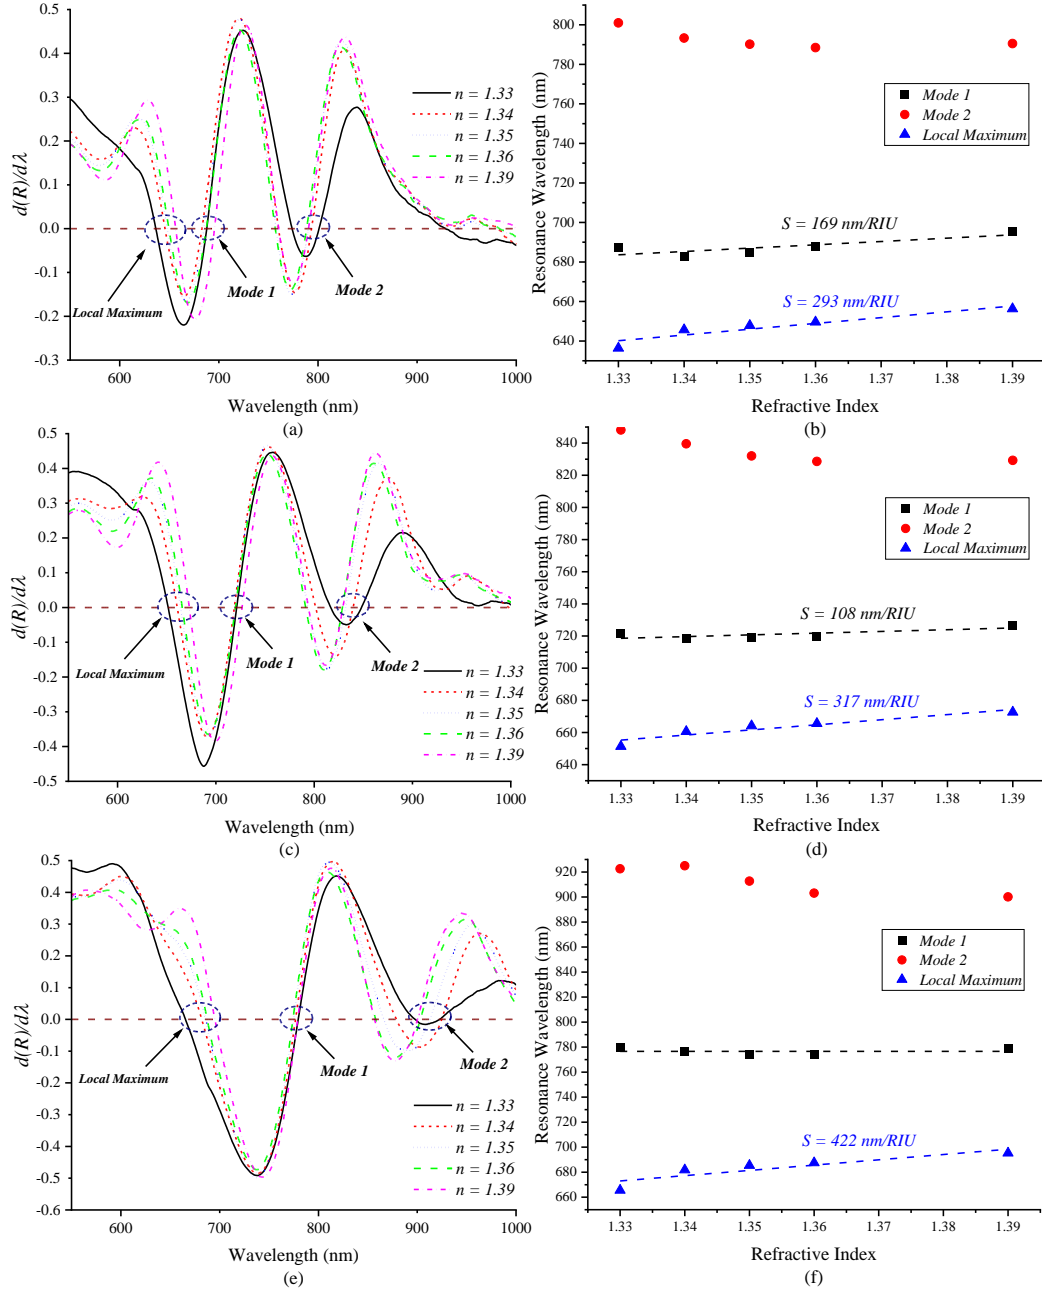 0.5
0.4
0.3
0.2
0.1
0.0
-0.1
-0.2
-0.3
d(R)/dλ
n = 1.33
n = 1.34
n = 1.35
n = 1.36
n = 1.39
Local Maximum
Mode 1
Mode 2
600 700 800 900 1000
Wavelength (nm)
(a)
800
780
760
740
720
700
680
660
640
Resonance Wavelength (nm)
Mode 1
Mode 2
Local Maximum
S = 169 nm/RIU
S = 293 nm/RIU
1.33 1.34 1.35 1.36 1.37 1.38 1.39
Refractive Index
(b)
0.5
0.4
0.3
0.2
0.1
0.0
-0.1
-0.2
-0.3
-0.4
-0.5
d(R)/dλ
Local Maximum
Mode 1
Mode 2
n = 1.33
n = 1.34
n = 1.35
n = 1.36
n = 1.39
600 700 800 900 1000
Wavelength (nm)
(c)
840
820
800
780
760
740
720
700
680
660
640
Resonance Wavelength (nm)
Mode 1
Mode 2
Local Maximum
S = 108 nm/RIU
S = 317 nm/RIU
1.33 1.34 1.35 1.36 1.37 1.38 1.39
Refractive Index
(d)
0.5
0.4
0.3
0.2
0.1
0.0
-0.1
-0.2
-0.3
-0.4
-0.5
-0.6
d(R)/dλ
Local Maximum
Mode 1
Mode 2
n = 1.33
n = 1.34
n = 1.35
n = 1.36
n = 1.39
600 700 800 900 1000
Wavelength (nm)
(e)
920
900
880
860
840
820
800
780
760
740
720
700
680
660
Resonance Wavelength (nm)
Mode 1
Mode 2
Local Maximum
S = 422 nm/RIU
1.33 1.34 1.35 1.36 1.37 1.38 1.39
Refractive Index
(f)